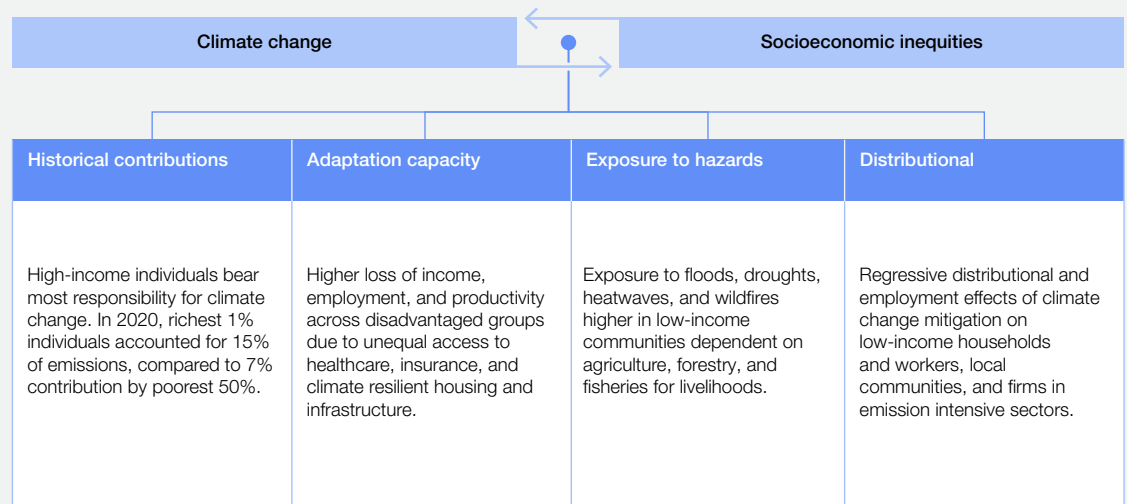 Climate change
Socioeconomic inequities
Historical contributions
Adaptation capacity
Exposure to hazards
Distributional
High-income individuals bear
most responsibility for climate
change. In 2020, richest 1%
individuals accounted for 15%
of emissions, compared to 7%
contribution by poorest 50%.
Higher loss of income,
employment, and productivity
across disadvantaged groups
due to unequal access to
healthcare, insurance, and
climate resilient housing and
infrastructure.
Exposure to floods, droughts,
heatwaves, and wildfires
higher in low-income
communities dependent on
agriculture, forestry, and
fisheries for livelihoods.
Regressive distributional and
employment effects of climate
change mitigation on
low-income households
and workers, local
communities, and firms in
emission intensive sectors.